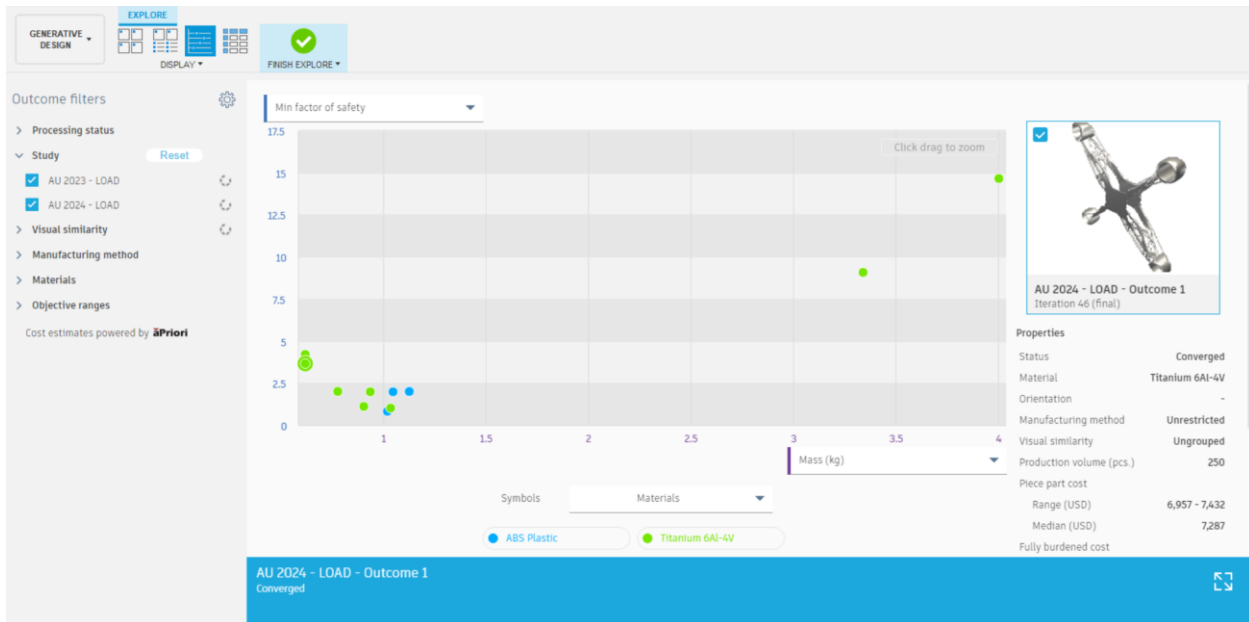 GENERATIVE
DESIGN
EXPLORE
DISPLAY
FINISH EXPLORE
Outcome filters
Processing status
Study
Reset
AU 2023 - LOAD
AU 2024 - LOAD
Visual similarity
Manufacturing method
Materials
Objective ranges
Cost estimates powered by āPriori
Min factor of safety
17.5
15
12.5
10
7.5
5
2.5
0
Click drag to zoom
1
1.5
2
2.5
3
3.5
4
Mass (kg)
Symbols
Materials
ABS Plastic
Titanium 6Al-4V
AU 2024 - LOAD - Outcome 1
Iteration 46 (final)
Properties
Status Converged
Material Titanium 6Al-4V
Orientation -
Manufacturing method Unrestricted
Visual similarity Ungrouped
Production volume (pcs.) 250
Piece part cost
Range (USD) 6,957 - 7,432
Median (USD) 7,287
Fully burdened cost
AU 2024 - LOAD - Outcome 1
Converged